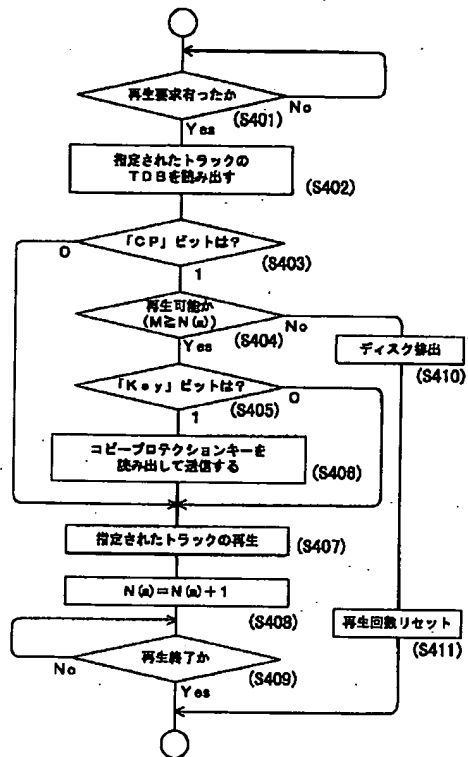 再生要求有ったか
No
Yes
(S401)
指定されたトラックの
TDBを読み出す
(S402)
「CP」ビットは?
0
(S403)
1
再生可能か
(M≧N(m))
No
(S404)
Yes
ディスク排出
(S410)
「Key」ビットは?
0
(S405)
1
コピープロテクションキーを
読み出して送信する
(S406)
指定されたトラックの再生
(S407)
N(m)=N(m)+1
(S408)
再生回数リセット
(S411)
再生終了か
No
(S409)
Yes